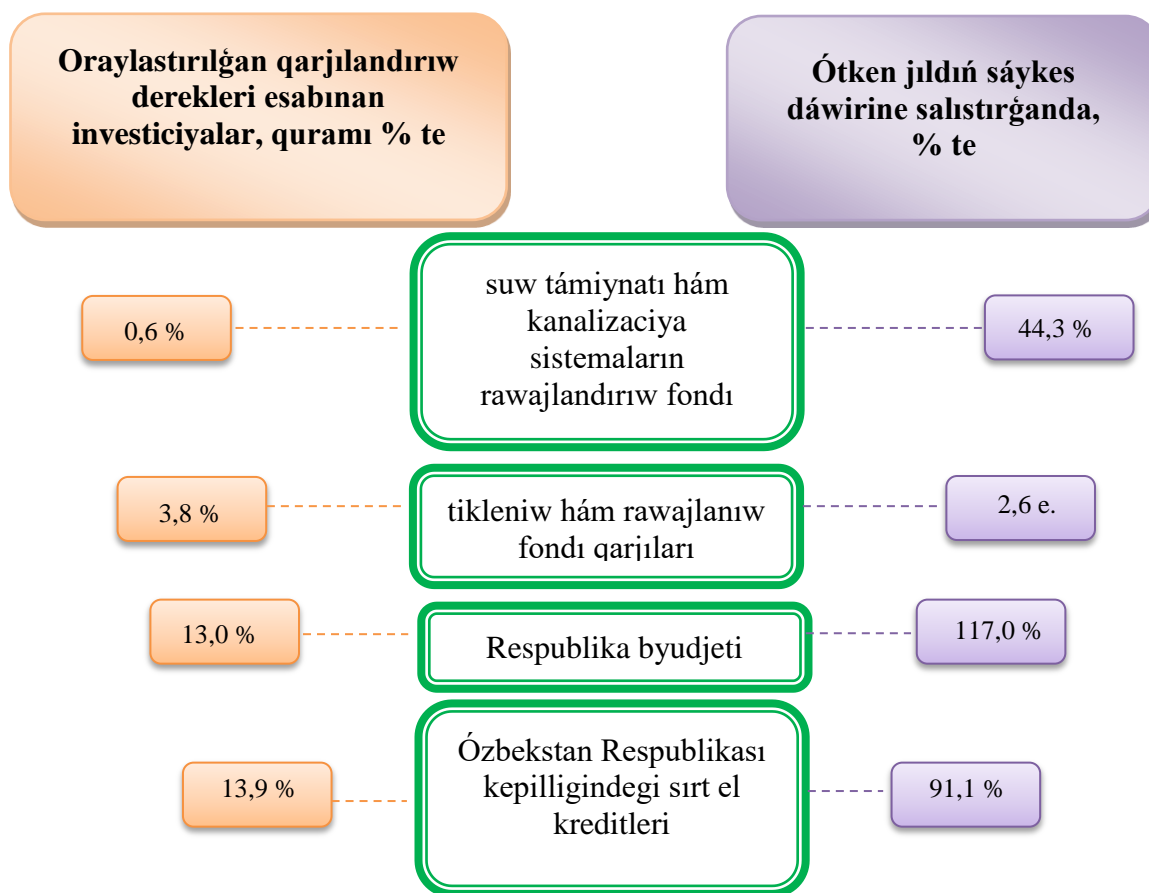 Oraylastırılǵan qarjılandırıw
derekleri esabınan
investiciyalar, quramı % te
Ótken jıldıń sáykes
dáwirine salıstırǵanda,
% te
0,6 %
suw támiynatı hám
kanalizaciya
sistemaların
rawajlandırıw fondı
44,3 %
3,8 %
tikleniw hám rawajlanıw
fondı qarjıları
2,6 e.
13,0 %
Respublika byudjeti
117,0 %
13,9 %
Ózbekstan Respublikası
kepilligindegi sırt el
kreditleri
91,1 %